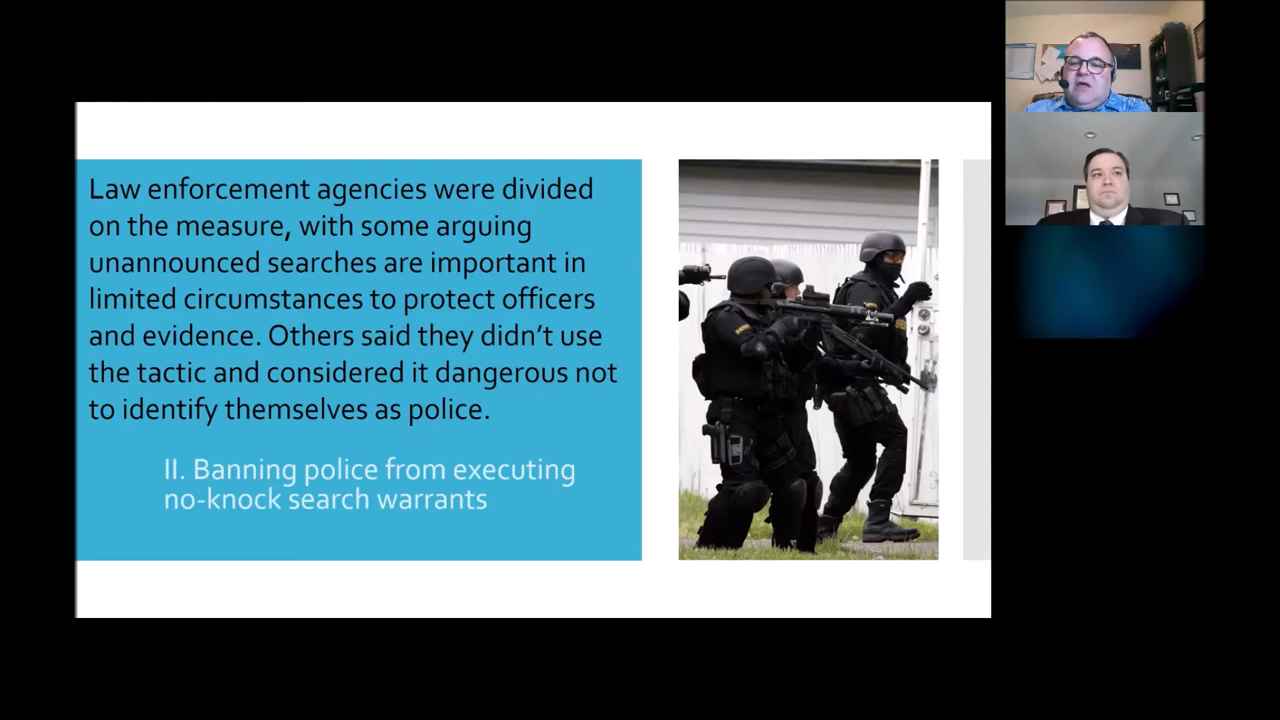 Law enforcement agencies were divided
on the measure, with some arguing
unannounced searches are important in
limited circumstances to protect officers
and evidence. Others said they didn’t use
the tactic and considered it dangerous not
to identify themselves as police.
II. Banning police from executing
no-knock search warrants